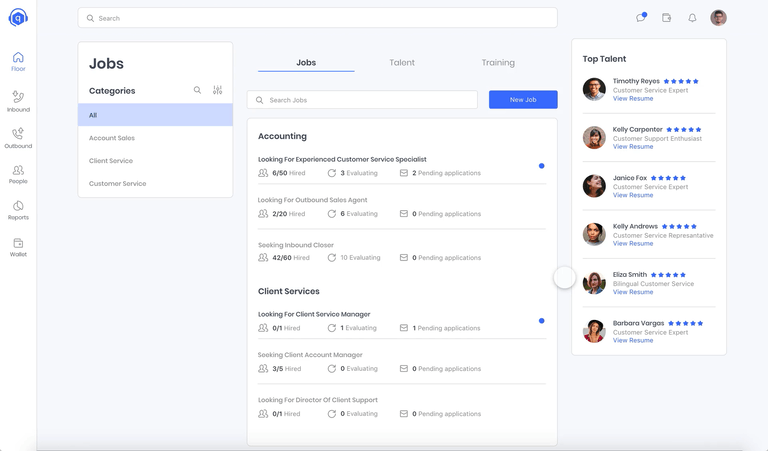 q
Search
Floor
Inbound
Outbound
People
Reports
Wallet
Jobs
Categories
All
Account Sales
Client Service
Customer Service
Jobs
Talent
Training
Search Jobs
New Job
Accounting
Looking For Experienced Customer Service Specialist
6/50 Hired
3 Evaluating
2 Pending applications
Looking For Outbound Sales Agent
2/20 Hired
6 Evaluating
0 Pending applications
Seeking Inbound Closer
42/60 Hired
10 Evaluating
0 Pending applications
Client Services
Looking For Client Service Manager
0/1 Hired
1 Evaluating
1 Pending applications
Seeking Client Account Manager
3/5 Hired
0 Evaluating
0 Pending applications
Looking For Director Of Client Support
0/1 Hired
0 Evaluating
0 Pending applications
Top Talent
Timothy Reyes
Customer Service Expert
View Resume
Kelly Carpenter
Customer Support Enthusiast
View Resume
Janice Fox
Customer Service Expert
View Resume
Kelly Andrews
Customer Service Represantative
View Resume
Eliza Smith
Bilingual Customer Service
View Resume
Barbara Vargas
Customer Service Expert
View Resume